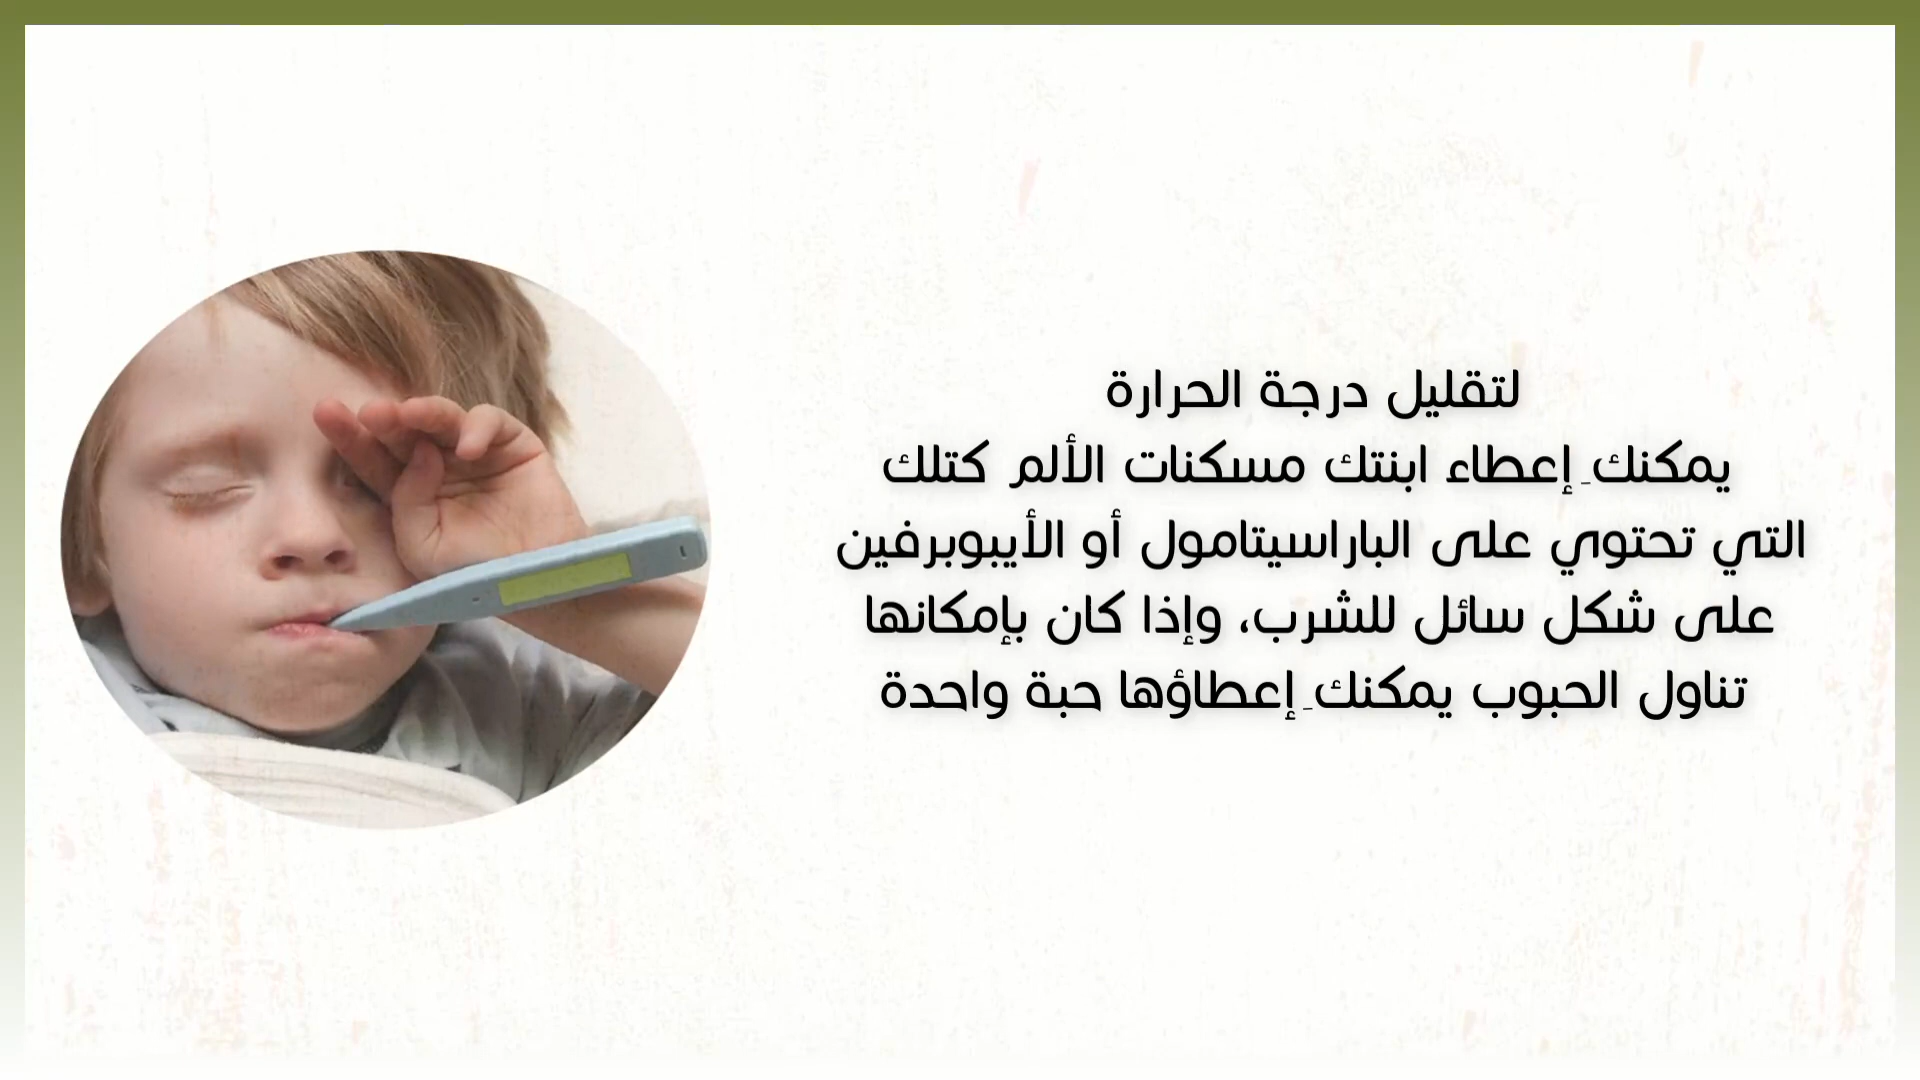 لتقليل درجة الحرارة
يمكنكِ إعطاء ابنتك مسكنات الألم كتلك
التي تحتوي على الباراسيتامول أو الأيبوبرفين
على شكل سائل للشرب، وإذا كان بإمكانها
تناول الحبوب يمكنكِ إعطاؤها حبة واحدة